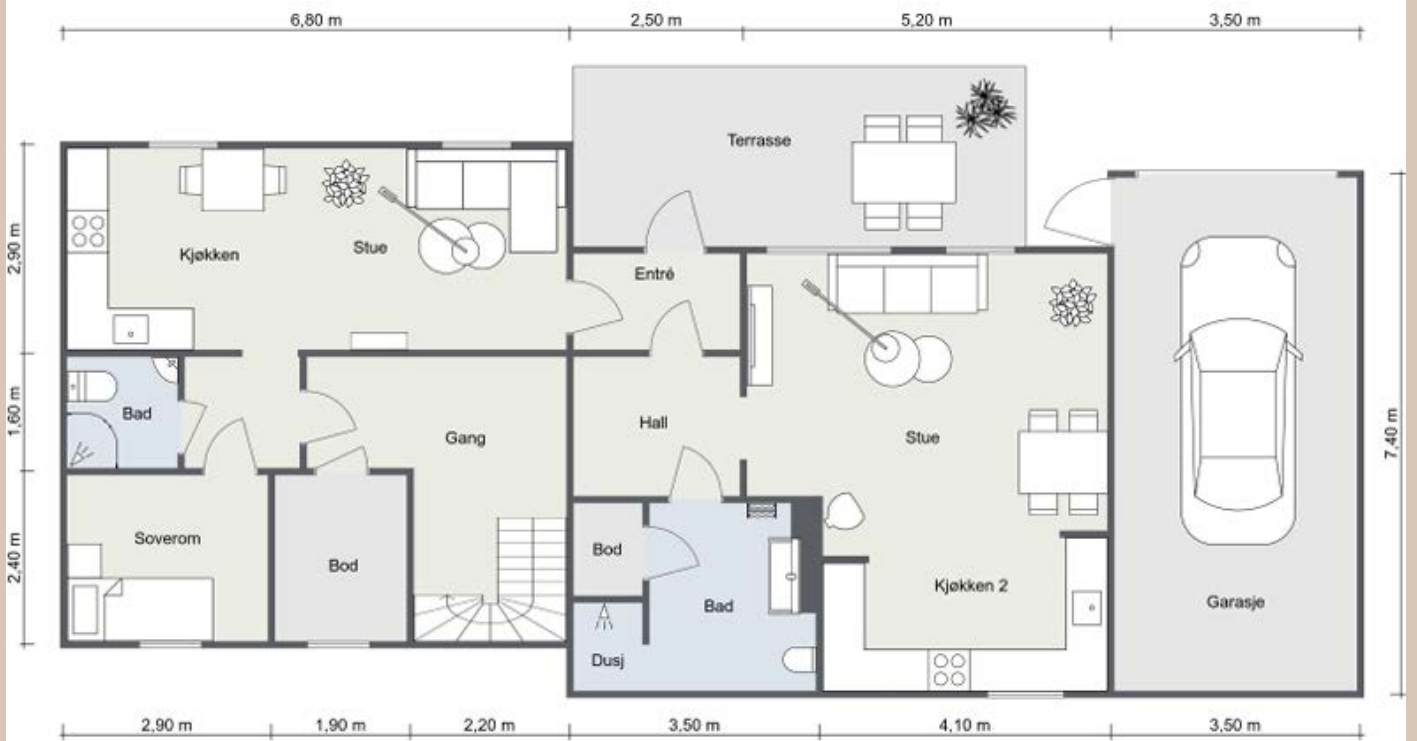 6,80 m
2,50 m
5,20 m
3,50 m
Terrasse
2,90 m
Kjøkken
Stue
Entré
1,60 m
Bad
Gang
Hall
Stue
7,40 m
2,40 m
Soverom
Bod
Bod
Bad
Kjøkken 2
Garasje
Dusj
2,90 m
1,90 m
2,20 m
3,50 m
4,10 m
3,50 m